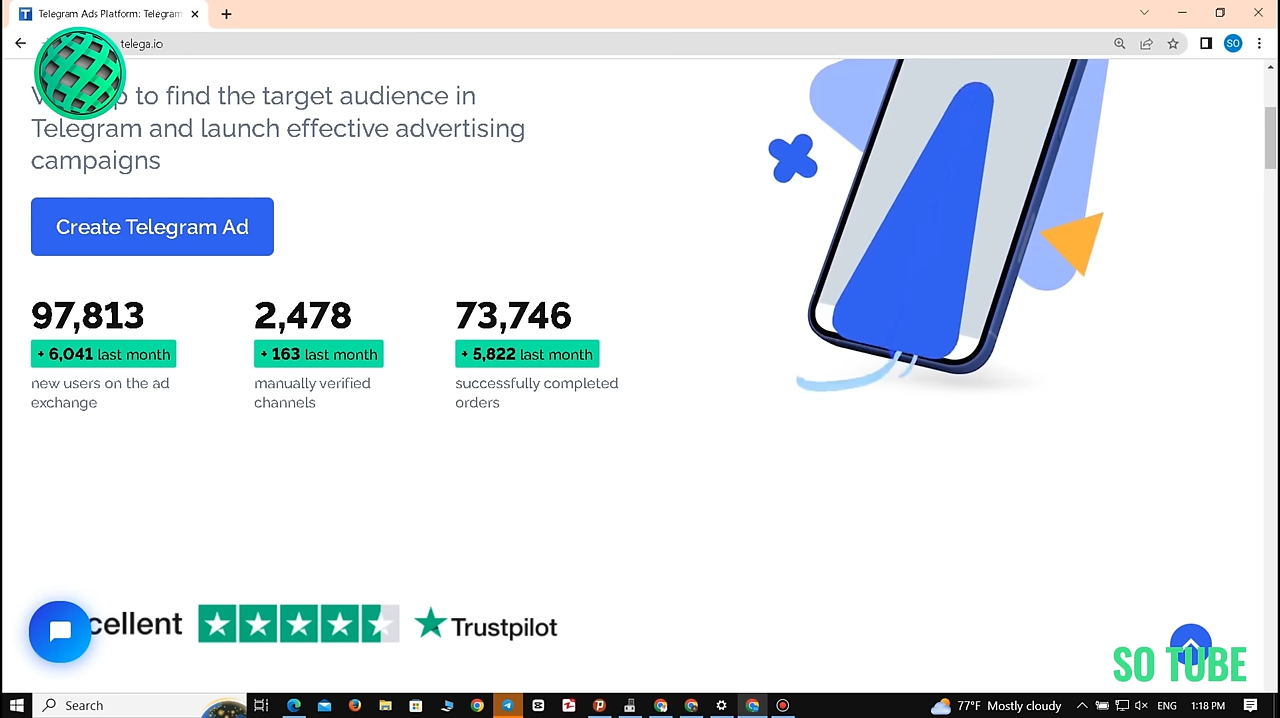 Telegram Ads Platform: Telegram
telega.io
SO
to find the target audience in
Telegram and launch effective advertising
campaigns
Create Telegram Ad
97,813
+ 6,041 last month
new users on the ad
exchange
2,478
+ 163 last month
manually verified
channels
73,746
+ 5,822 last month
successfully completed
orders
cellent
Trustpilot
SO TUBE
Search
77°F Mostly cloudy
ENG
1:18 PM